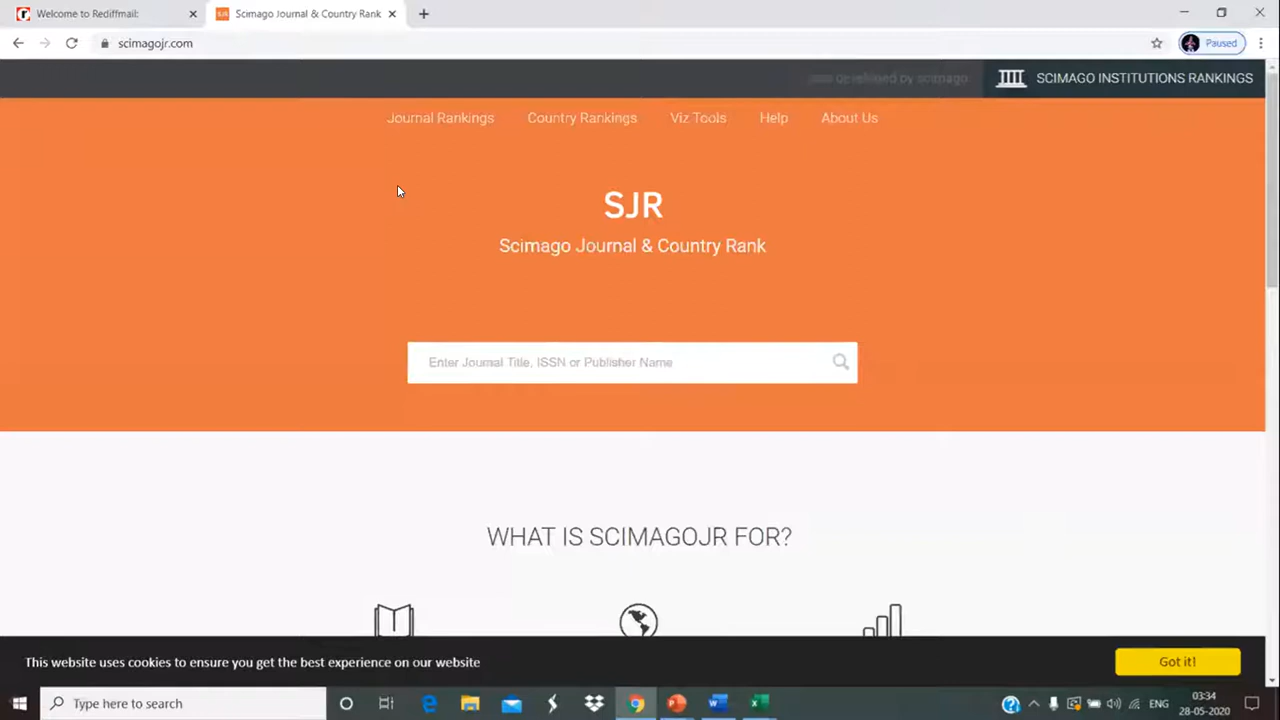 Welcome to Rediffmail:
Scimago Journal & Country Rank
scimagojr.com
Paused
by scimago
SCIMAGO INSTITUTIONS RANKINGS
Journal Rankings
Country Rankings
Viz Tools
Help
About Us
SJR
Scimago Journal & Country Rank
Enter Journal Title, ISSN or Publisher Name
WHAT IS SCIMAGOJR FOR?
This website uses cookies to ensure you get the best experience on our website
Got it!
Type here to search
ENG
03:34
28-05-2020